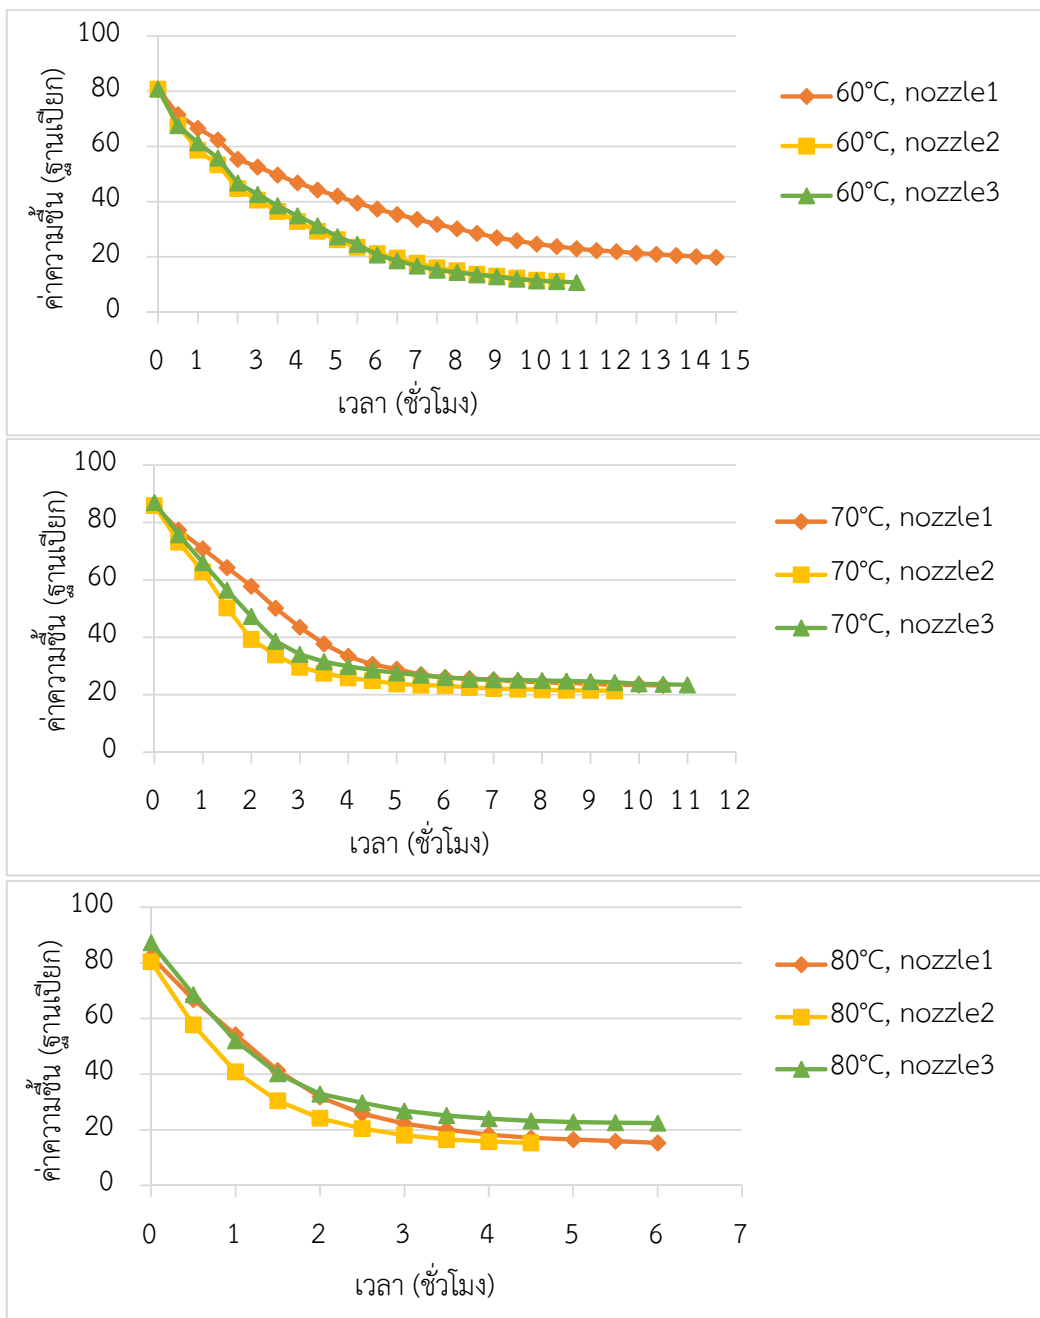 100
80
60
40
20
0
ค่าความชื้น (ฐานเปียก)
60°C, nozzle1
60°C, nozzle2
60°C, nozzle3
0 1 3 4 5 6 7 8 9 10 11 12 13 14 15
เวลา (ชั่วโมง)
100
80
60
40
20
0
ค่าความชื้น (ฐานเปียก)
70°C, nozzle1
70°C, nozzle2
70°C, nozzle3
0 1 2 3 4 5 6 7 8 9 10 11 12
เวลา (ชั่วโมง)
100
80
60
40
20
0
ค่าความชื้น (ฐานเปียก)
80°C, nozzle1
80°C, nozzle2
80°C, nozzle3
0 1 2 3 4 5 6 7
เวลา (ชั่วโมง)